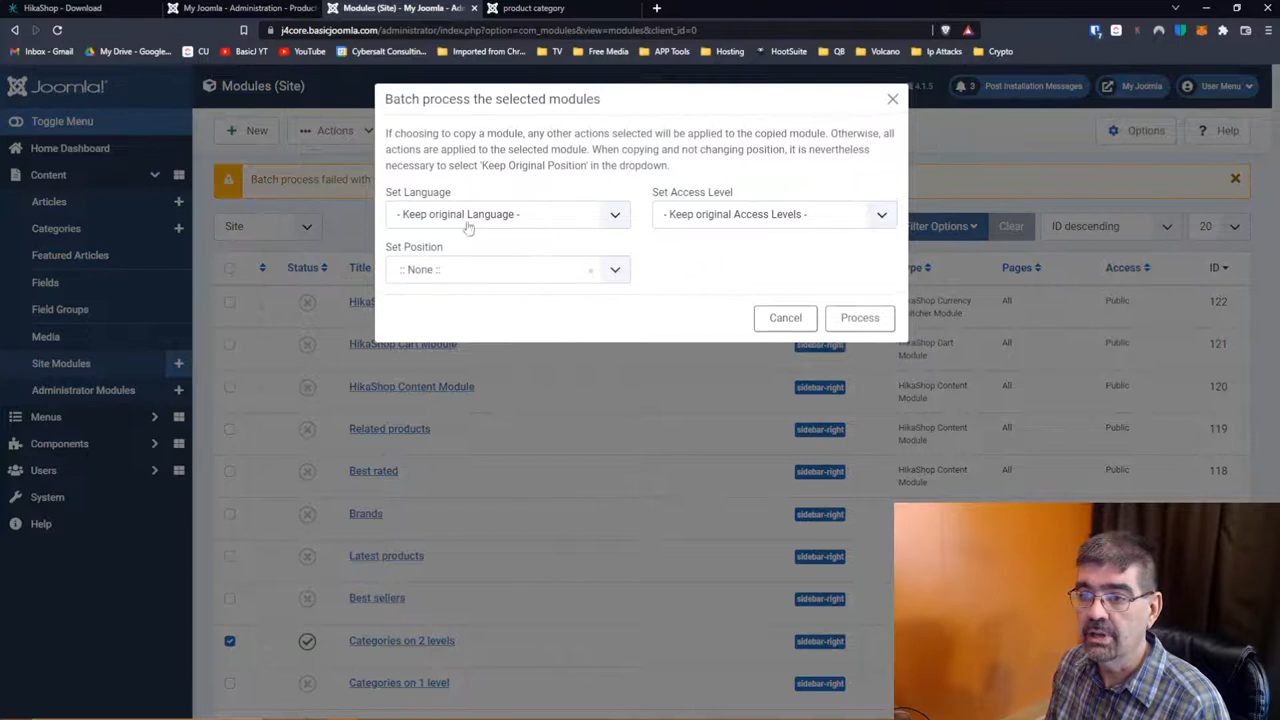 HikaShop - Download
My Joomla - Administration - Product
Modules (Site) - My Joomla - Adm
product category
j4core.basicjoomla.com/administrator/index.php?option=com_modules&view=modules&client_id=0
Inbox - Gmail
My Drive - Google...
CU
BasicJ YT
YouTube
Cybersalt Consulting...
Imported from Chr...
TV
Free Media
APP Tools
Hosting
HootSuite
QB
Volcano
Ip Attacks
Crypto
Joomla!
Modules (Site)
4.1.5
3
Post Installation Messages
My Joomla
User Menu
Toggle Menu
Home Dashboard
Content
Articles
Categories
Featured Articles
Fields
Field Groups
Media
Site Modules
Administrator Modules
Menus
Components
Users
System
Help
New
Actions
Options
Help
Batch process failed with
Site
Filter Options
Clear
ID descending
20
Batch process the selected modules
If choosing to copy a module, any other actions selected will be applied to the copied module. Otherwise, all
actions are applied to the selected module. When copying and not changing position, it is nevertheless
necessary to select 'Keep Original Position' in the dropdown.
Set Language
Set Access Level
- Keep original Language -
- Keep original Access Levels -
Set Position
:: None ::
Cancel
Process
Status
Title
Type
Pages
Access
ID
HikaShop Currency
Switcher Module
All
Public
122
HikaShop Cart Module
sidebar-right
HikaShop Cart
Module
All
Public
121
HikaShop Content Module
sidebar-right
HikaShop Content
Module
All
Public
120
Related products
sidebar-right
HikaShop Content
Module
All
Public
119
Best rated
sidebar-right
HikaShop Content
Module
All
Public
118
Brands
sidebar-right
Latest products
sidebar-right
Best sellers
sidebar-right
Categories on 2 levels
sidebar-right
Categories on 1 level
sidebar-right